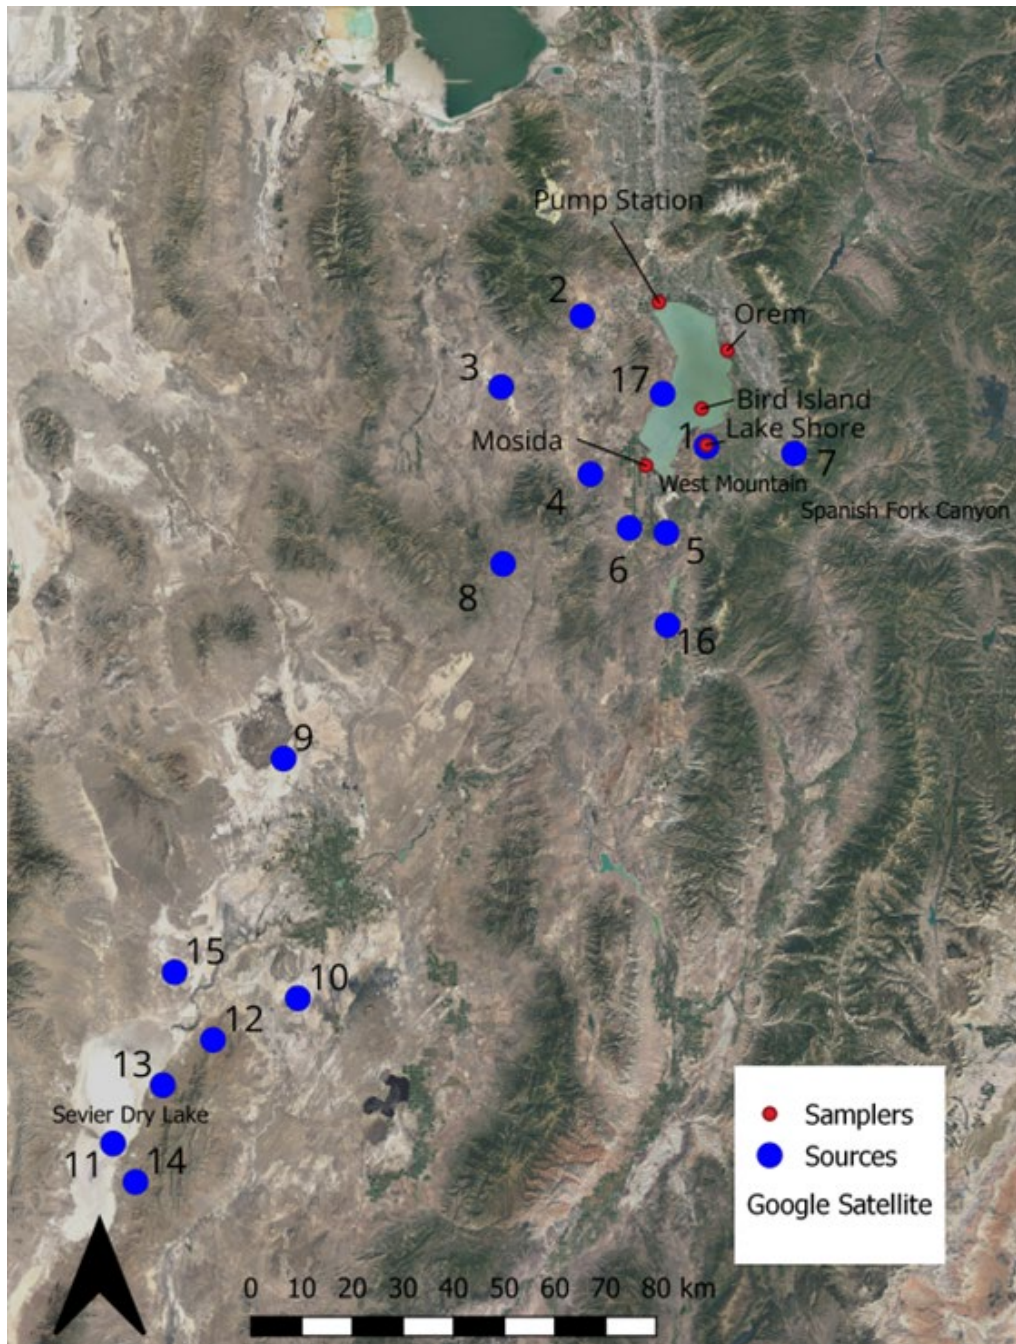 Pump Station
2
Orem
3
17
Bird Island
1
Lake Shore
Mosida
7
West Mountain
4
Spanish Fork Canyon
6
5
8
16
9
15
10
12
13
Sevier Dry Lake
11
14
Samplers
Sources
Google Satellite
0 10 20 30 40 50 60 70 80 km